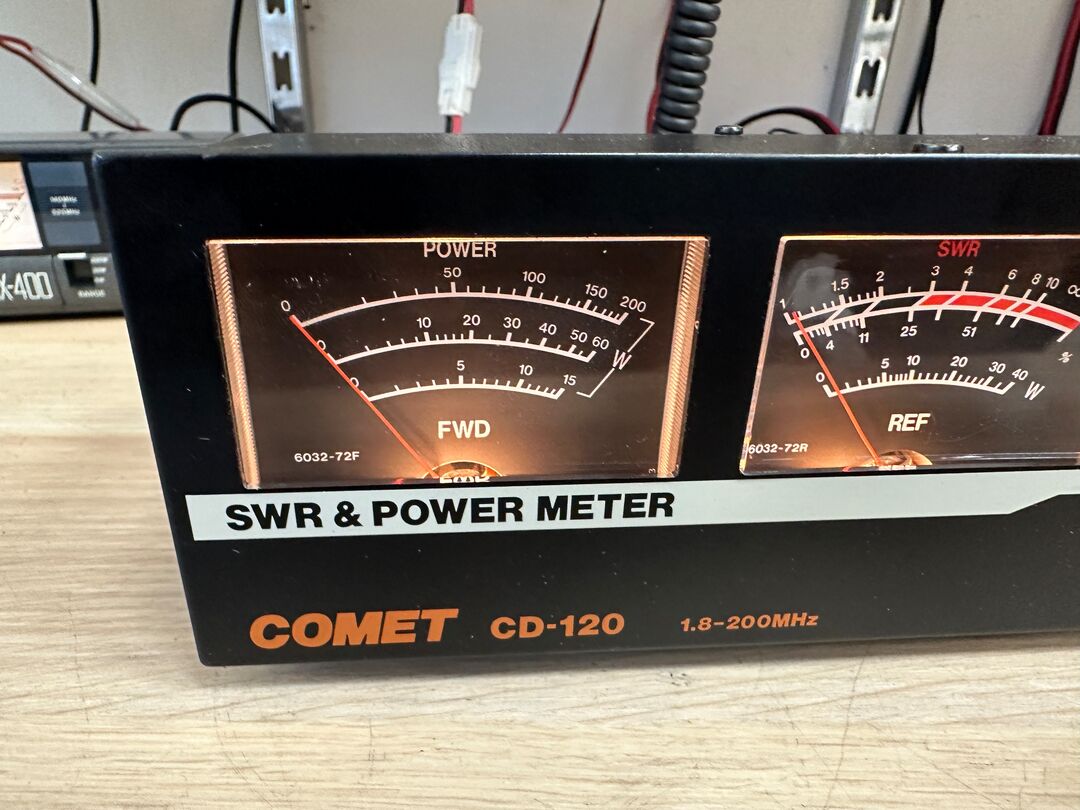 POWER
0 50 100 150 200
0 10 20 30 40 50 60
W
0 5 10 15
FWD
6032-72F
SWR
1 1.5 2 3 4 6 8 10 ∞
0 4 11 25 51 %
0 5 10 20 30 40 W
REF
6032-72R
SWR & POWER METER
COMET CD-120 1.8-200MHz
X-400
RANGE